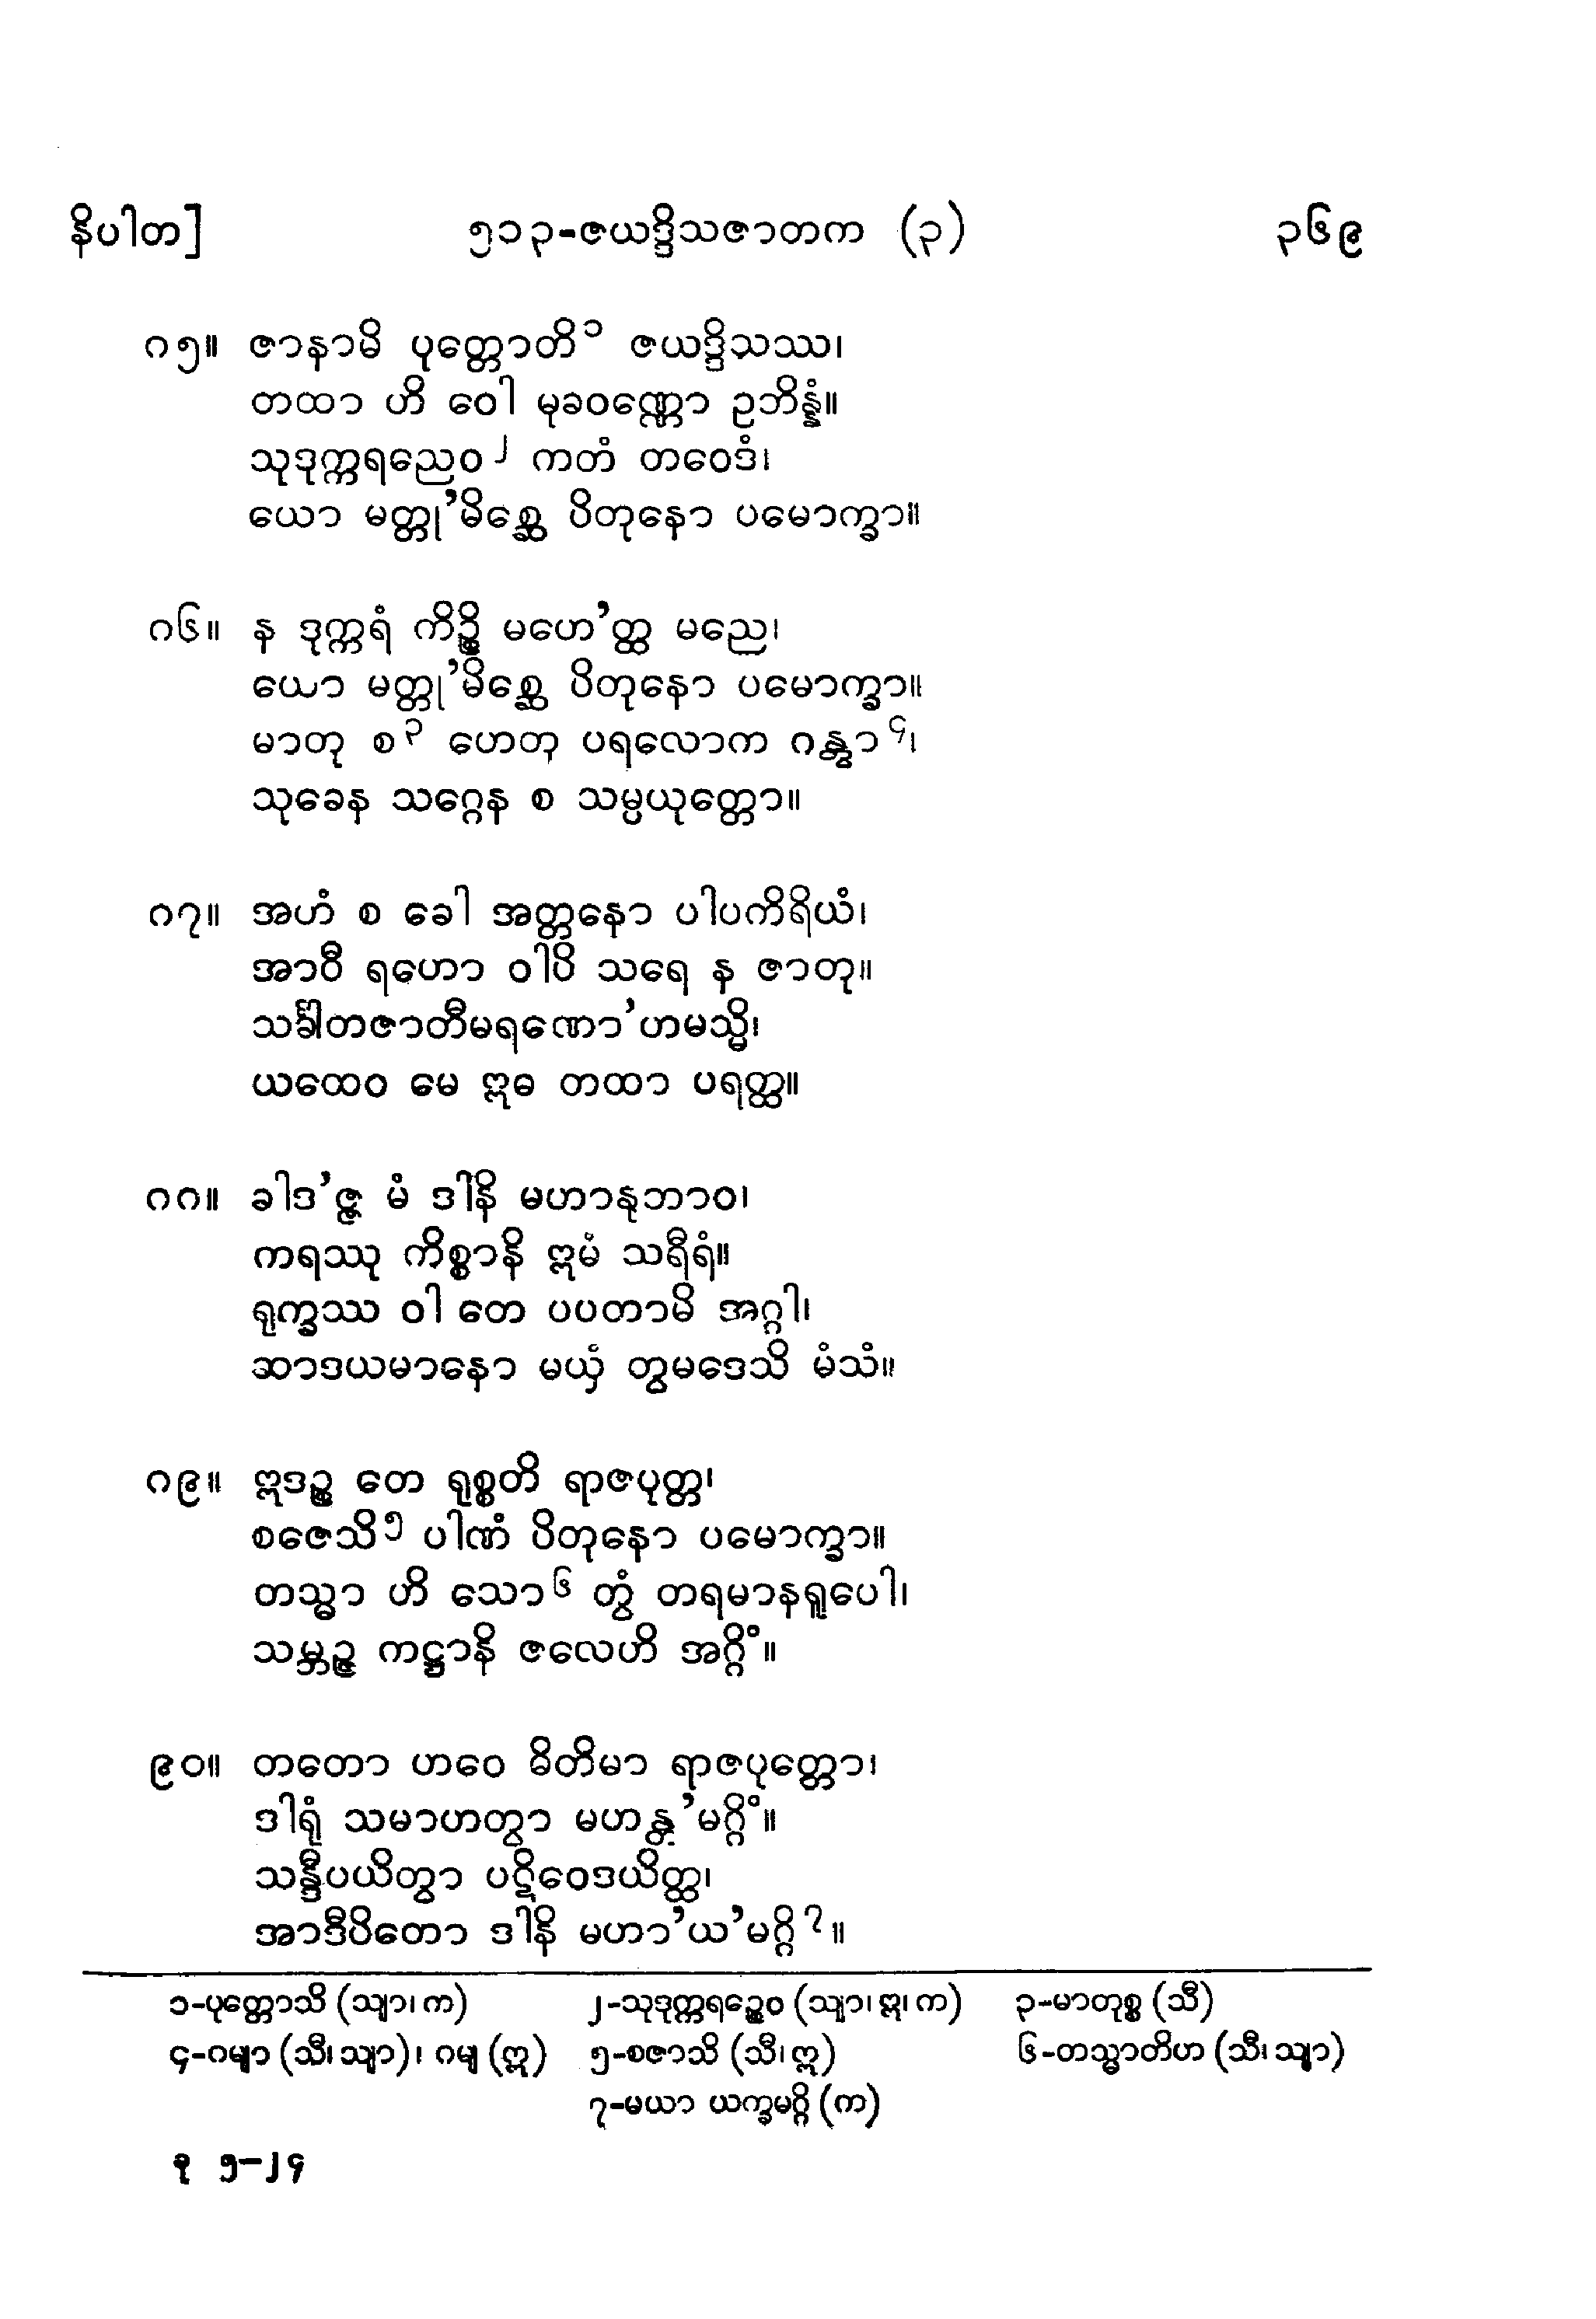 နိပါတ] ၅၁၃-ဇယဒ္ဒိသဇာတက (၃) ၃၆၉
၈၅။ ဇာနာမိ ပုတ္တောတိ၁ ဇယဒ္ဒိသဿ၊
တထာ ဟိ ဝေါ မုခဝဏ္ဏော ဥဘိန္နံ။
သုဒုက္ကရညေဝ၂ ကတံ တဝေဒံ၊
ယော မတ္တု'မိစ္ဆေ ပိတုနော ပမောက္ခာ။
၈၆။ န ဒုက္ကရံ ကိဉ္စိ မဟေ'တ္ထ မညေ၊
ယော မတ္တု'မိစ္ဆေ ပိတုနော ပမောက္ခာ။
မာတု စ၃ ဟေတု ပရလောက ဂန္တွာ၄၊
သုခေန သဂ္ဂေန စ သမ္ပယုတ္တော။
၈၇။ အဟံ စ ခေါ အတ္တနော ပါပကိရိယံ၊
အာဝီ ရဟော ဝါပိ သရေ န ဇာတု။
သင်္ခါတဇာတီမရဏော'ဟမသ္မိ၊
ယထေဝ မေ ဣဓ တထာ ပရတ္ထ။
၈၈။ ခါဒ'ဇ္ဇ မံ ဒါနိ မဟာနုဘာဝ၊
ကရဿု ကိစ္စာနိ ဣမံ သရီရံ။
ရုက္ခဿ ဝါ တေ ပပတာမိ အဂ္ဂါ၊
ဆာဒယမာနော မယှံ တွမဒေသိ မံသံ။
၈၉။ ဣဒဉ္စ တေ ရုစ္စတိ ရာဇပုတ္တ၊
စဇေသိ၅ ပါဏံ ပိတုနော ပမောက္ခာ။
တသ္မာ ဟိ သော၆ တွံ တရမာနရူပေါ၊
သမ္ဘဉ္ဇ ကဋ္ဌာနိ ဇလေဟိ အဂ္ဂိံ။
၉၀။ တတော ဟဝေ ဓိတိမာ ရာဇပုတ္တော၊
ဒါရုံ သမာဟတွာ မဟန္တ'မဂ္ဂိံ။
သန္ဒီပယိတွာ ပဋိဝေဒယိတ္ထ၊
အာဒီပိတော ဒါနိ မဟာ'ယ'မဂ္ဂိ၇။
၁-ပုတ္တောသိ (သျာ၊ က) ၂-သုဒုက္ကရဉ္စေဝ (သျာ၊ ဣ၊ က) ၃-မာတုစ္စ (သီ)
၄-ဂမျာ (သီ၊ သျာ)၊ ဂမျ (ဣ) ၅-စဇာသိ (သီ၊ ဣ) ၆-တသ္မာတိဟ (သီ၊ သျာ)
၇-မယာ ယက္ခမဂ္ဂိ (က)
ခု ၅-၂၄